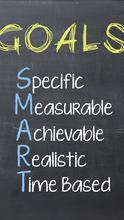 GOALS
Specific
Measurable
Achievable
Realistic
Time Based